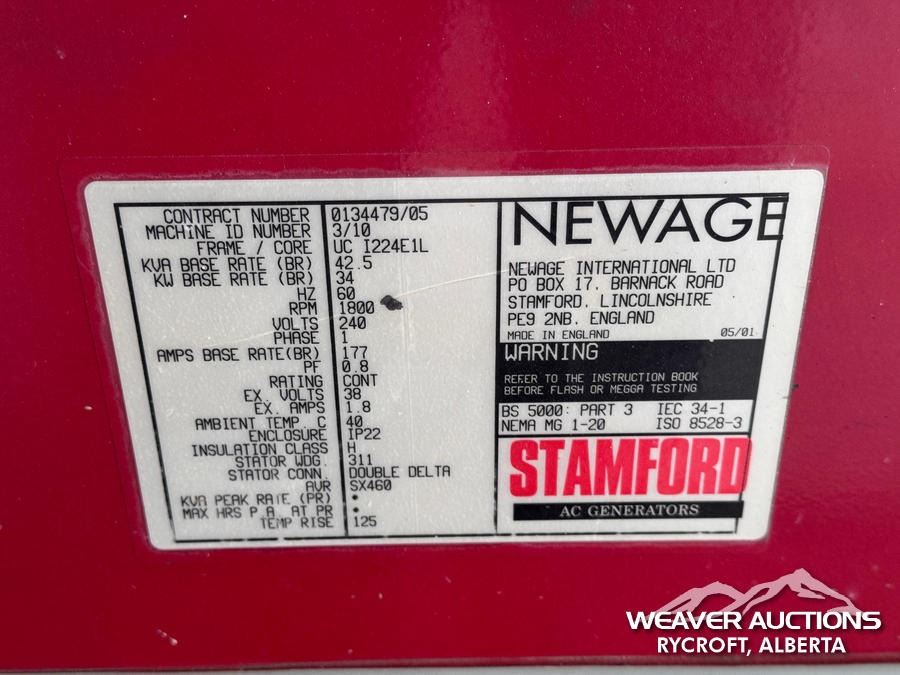 CONTRACT NUMBER 0134479/05
MACHINE ID NUMBER 3/10
FRAME / CORE UC I224E1L
KVA BASE RATE (BR) 42.5
KW BASE RATE (BR) 34
HZ 60
RPM 1800
VOLTS 240
PHASE 1
AMPS BASE RATE(BR) 177
PF 0.8
RATING CONT
EX. VOLTS 38
EX. AMPS 1.8
AMBIENT TEMP. C 40
ENCLOSURE IP22
INSULATION CLASS H
STATOR WDG. 311
STATOR CONN. DOUBLE DELTA
AVR SX460
KVA PEAK RATE (PR) •
MAX HRS P.A. AT PR •
TEMP RISE 125
NEWAGE
NEWAGE INTERNATIONAL LTD
PO BOX 17, BARNACK ROAD
STAMFORD, LINCOLNSHIRE
PE9 2NB, ENGLAND
MADE IN ENGLAND 05/01
WARNING
REFER TO THE INSTRUCTION BOOK
BEFORE FLASH OR MEGGA TESTING
BS 5000: PART 3 IEC 34-1
NEMA MG 1-20 ISO 8528-3
STAMFORD
AC GENERATORS
WEAVER AUCTIONS
RYCROFT, ALBERTA